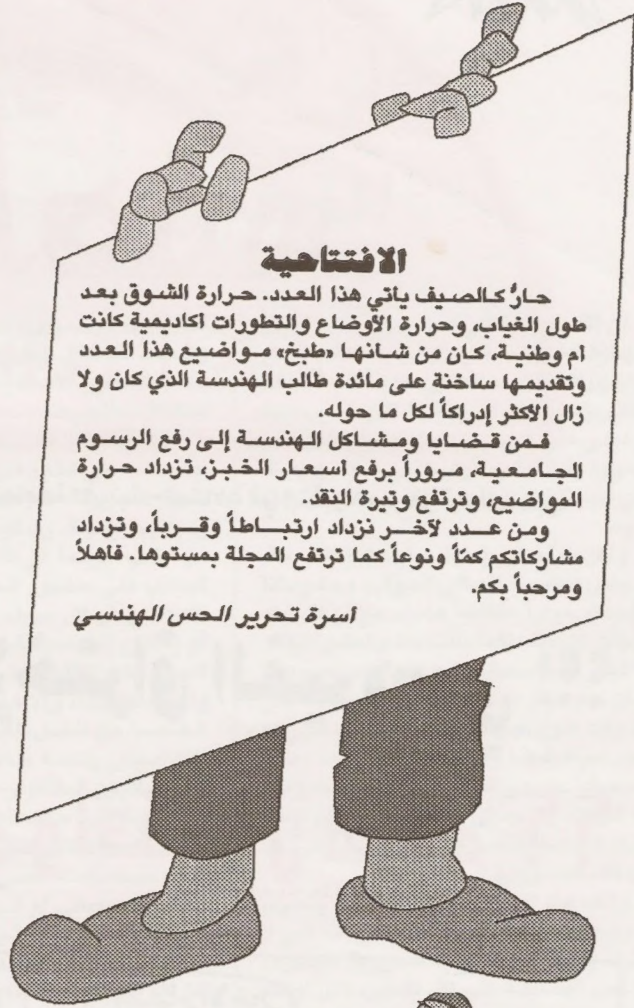 الافتتاحية
حارٌ كالصيف يأتي هذا العدد. حرارة الشوق بعد
طول الغياب، وحرارة الأوضاع والتطورات أكاديمية كانت
أم وطنية، كان من شأنها «طبخ» مواضيع هذا العدد
وتقديمها ساخنة على مائدة طالب الهندسة الذي كان ولا
زال الأكثر إدراكاً لكل ما حوله.
فمن قضايا ومشاكل الهندسة إلى رفع الرسوم
الجامعية، مروراً برفع أسعار الخبز، تزداد حرارة
المواضيع، وترتفع وتيرة النقد.
ومن عدد لآخر نزداد ارتباطاً وقرباً، وتزداد
مشاركاتكم كمّاً ونوعاً كما ترتفع المجلة بمستوها. فأهلاً
ومرحباً بكم.
أسرة تحرير الحس الهندسي